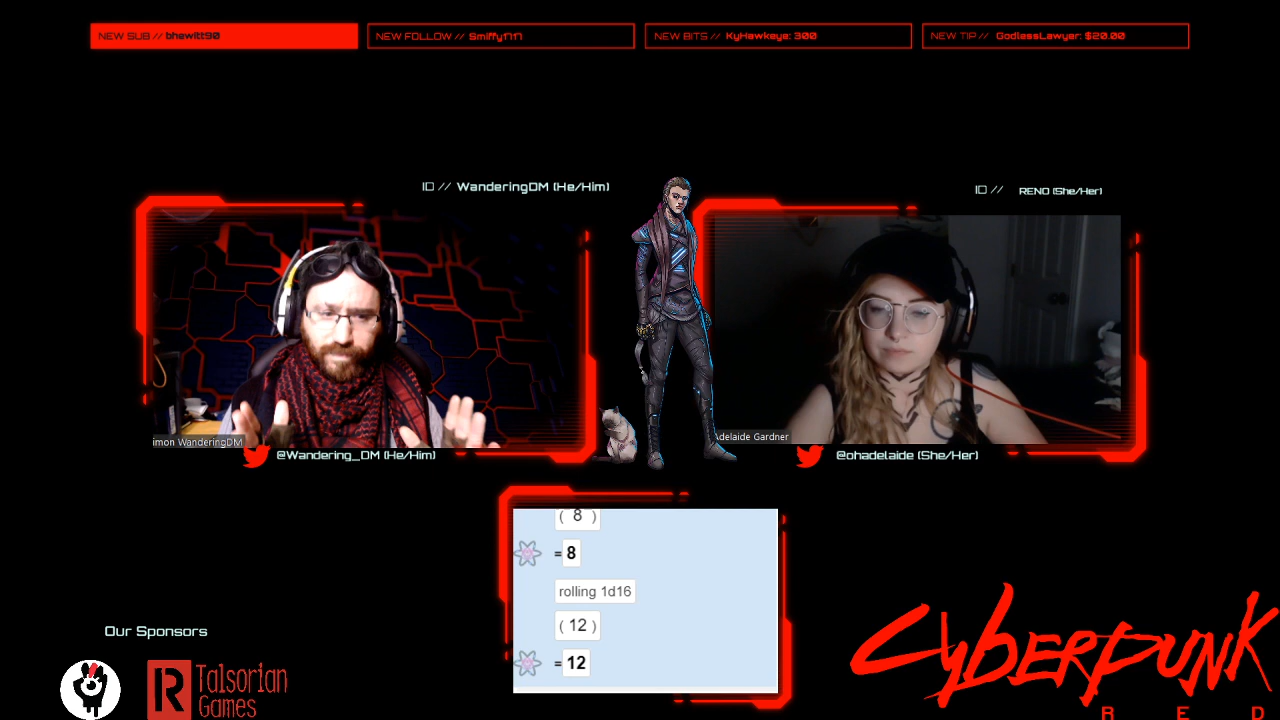 NEW SUB // bhewitt90
NEW FOLLOW // Smiffy1717
NEW BITS // KyHawkeye: 300
NEW TIP // GodlessLawyer: $20.00
ID // WanderingDM (He/Him)
ID // RENO (She/Her)
imon WanderingDM
@Wandering_DM (He/Him)
delaide Gardner
@ohadelaide (She/Her)
( 8 )
=8
rolling 1d16
( 12 )
=12
Our Sponsors
R Talsorian
Games
CYBERPUNK
R E D